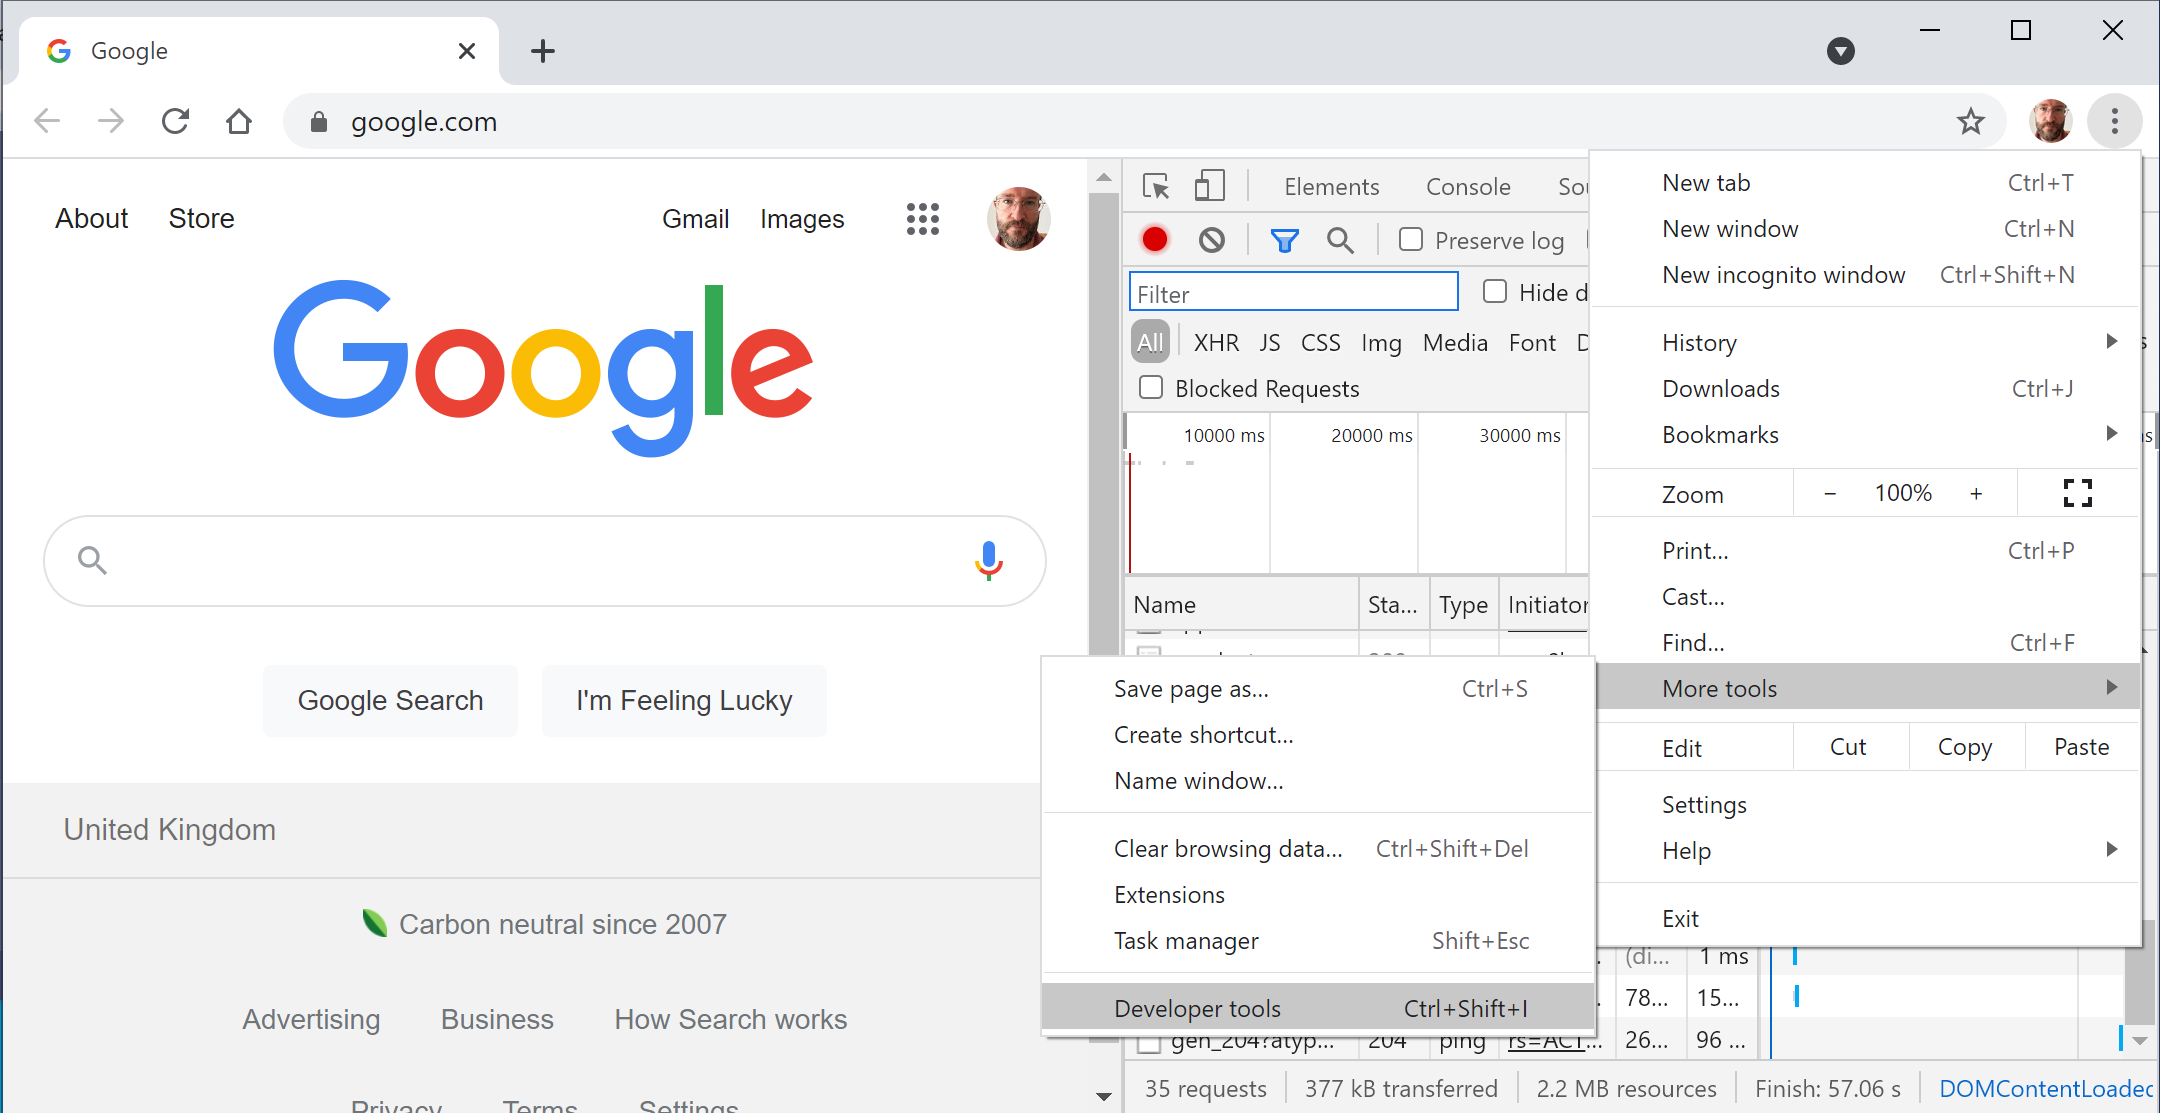 Google
google.com
About Store Gmail Images
Google
Google Search I'm Feeling Lucky
United Kingdom
Carbon neutral since 2007
Advertising Business How Search works
Privacy Terms Settings
Elements Console
Preserve log
Filter Hide
All XHR JS CSS Img Media Font
Blocked Requests
10000 ms 20000 ms 30000 ms
Name Sta... Type Initiator
New tab Ctrl+T
New window Ctrl+N
New incognito window Ctrl+Shift+N
History
Downloads Ctrl+J
Bookmarks
Zoom − 100% +
Print... Ctrl+P
Cast...
Find... Ctrl+F
More tools
Edit Cut Copy Paste
Settings
Help
Exit
Save page as... Ctrl+S
Create shortcut...
Name window...
Clear browsing data... Ctrl+Shift+Del
Extensions
Task manager Shift+Esc
Developer tools Ctrl+Shift+I
(di... 1 ms
78... 15...
gen_204?atyp... 204 ping rs=ACT... 26... 96 ...
35 requests 377 kB transferred 2.2 MB resources Finish: 57.06 s DOMContentLoaded